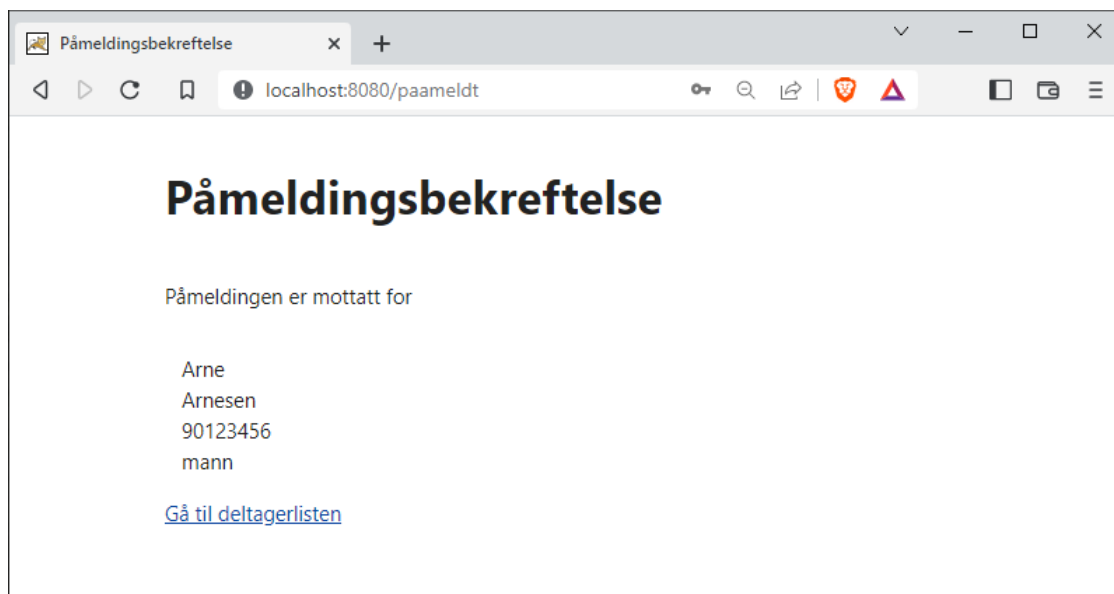 Påmeldingsbekreftelse
localhost:8080/paameldt
Påmeldingsbekreftelse
Påmeldingen er mottatt for
Arne
Arnesen
90123456
mann
Gå til deltagerlisten